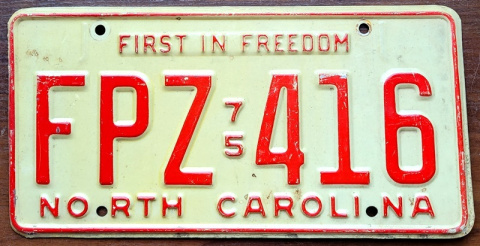 FIRST IN FREEDOM
FPZ 75 416
NORTH CAROLINA